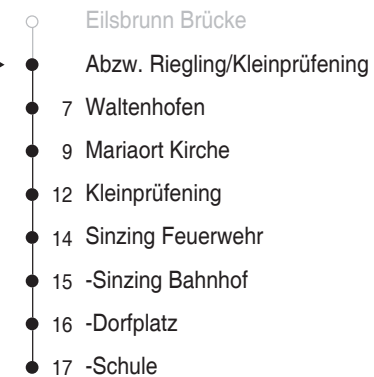 Eilsbrunn Brücke
Abzw. Riegling/Kleinprüfening
7 Waltenhofen
9 Mariaort Kirche
12 Kleinprüfening
14 Sinzing Feuerwehr
15 -Sinzing Bahnhof
16 -Dorfplatz
17 -Schule